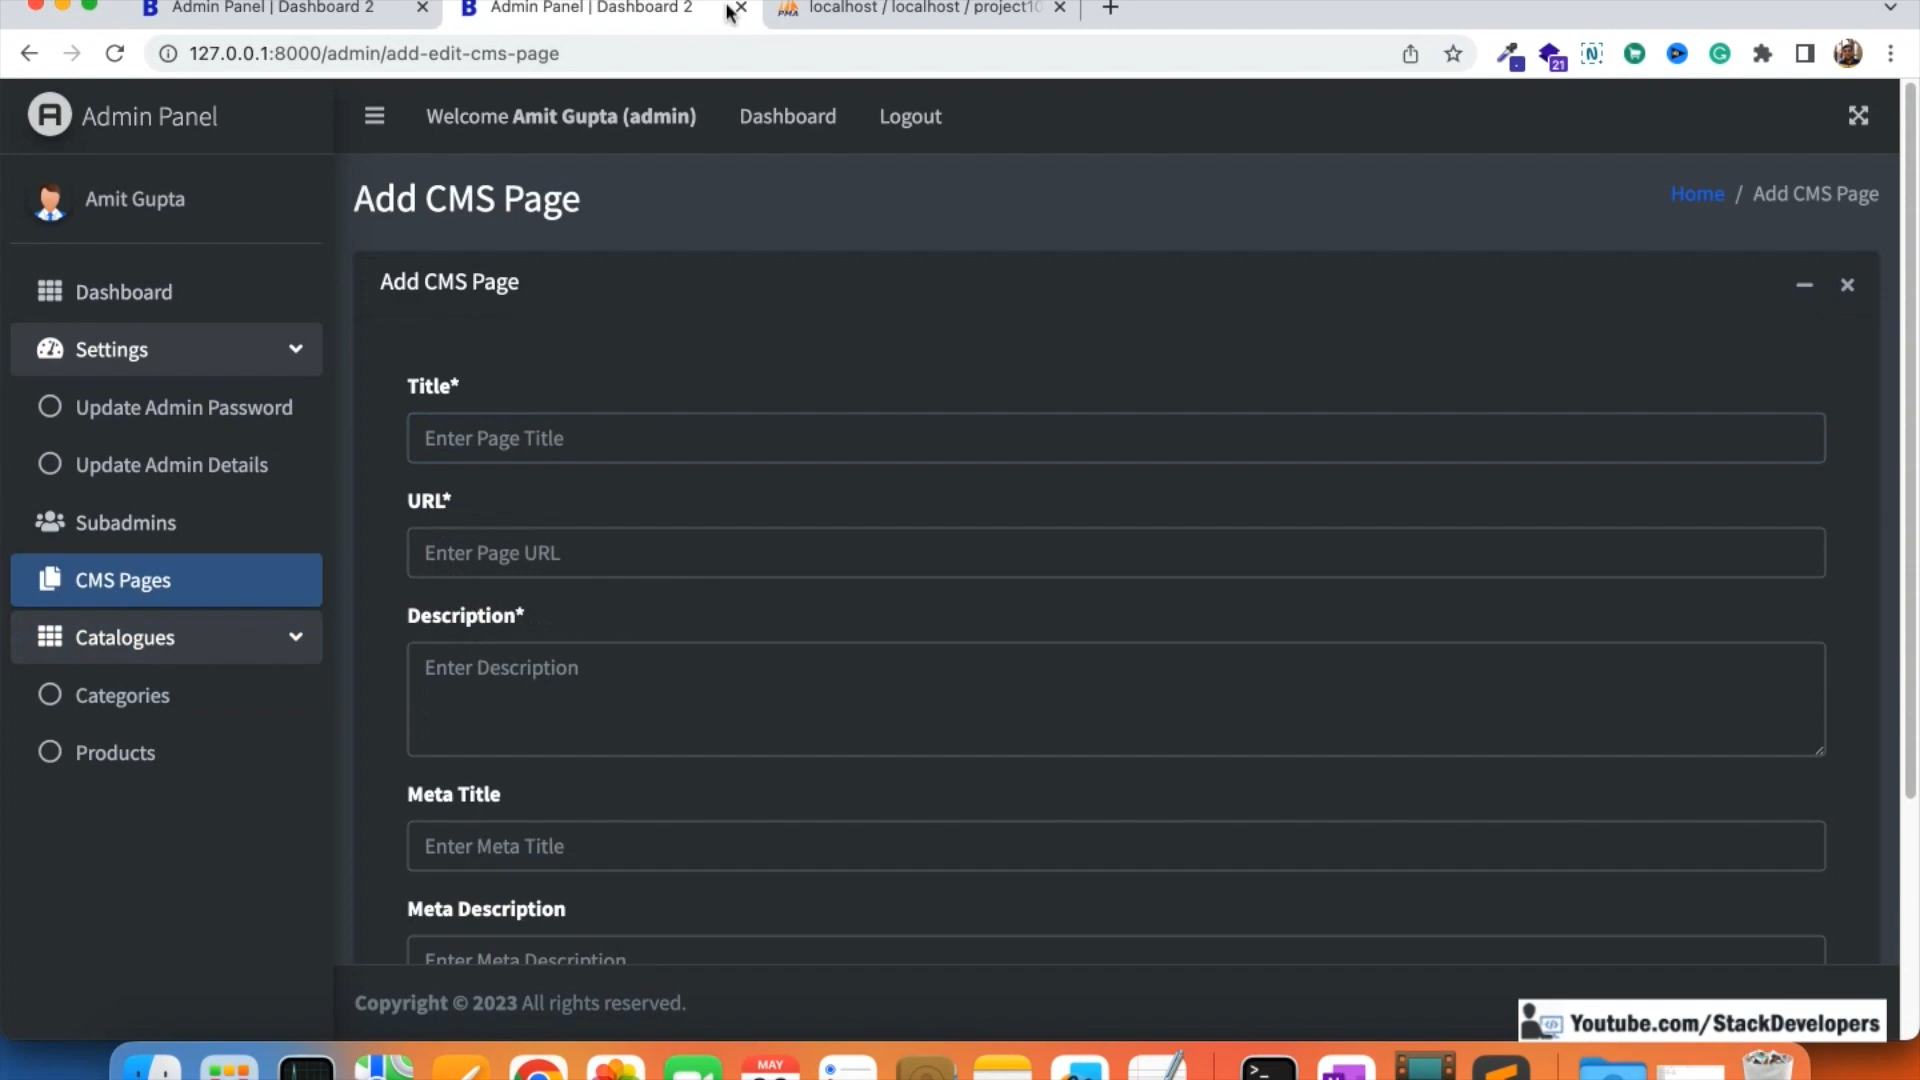 Admin Panel | Dashboard 2
Admin Panel | Dashboard 2
localhost / localhost / project10
127.0.0.1:8000/admin/add-edit-cms-page
21
Admin Panel
Welcome Amit Gupta (admin)
Dashboard
Logout
Amit Gupta
Add CMS Page
Home / Add CMS Page
Dashboard
Settings
Update Admin Password
Update Admin Details
Subadmins
CMS Pages
Catalogues
Categories
Products
Add CMS Page
Title*
Enter Page Title
URL*
Enter Page URL
Description*
Enter Description
Meta Title
Enter Meta Title
Meta Description
Enter Meta Description
Copyright © 2023 All rights reserved.
Youtube.com/StackDevelopers
MAY